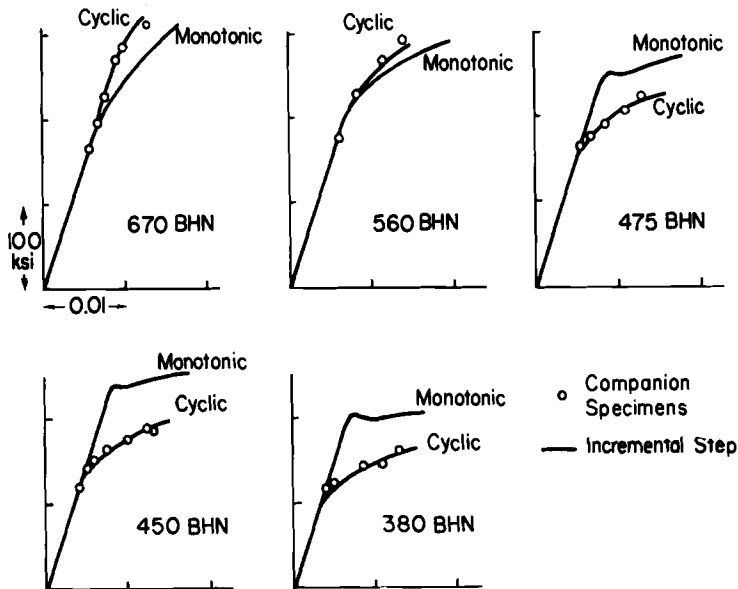 Cyclic
Monotonic
670 BHN
100
ksi
0.01
Cyclic
Monotonic
560 BHN
Monotonic
Cyclic
475 BHN
Monotonic
Cyclic
450 BHN
Monotonic
Cyclic
380 BHN
Companion
Specimens
Incremental Step